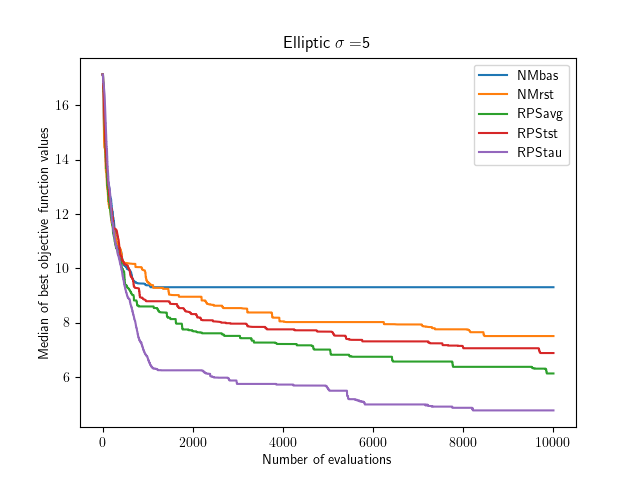 Elliptic σ =5
NMbas
NMrst
RPSavg
RPStst
RPStau
Median of best objective function values
16
14
12
10
8
6
0 2000 4000 6000 8000 10000
Number of evaluations